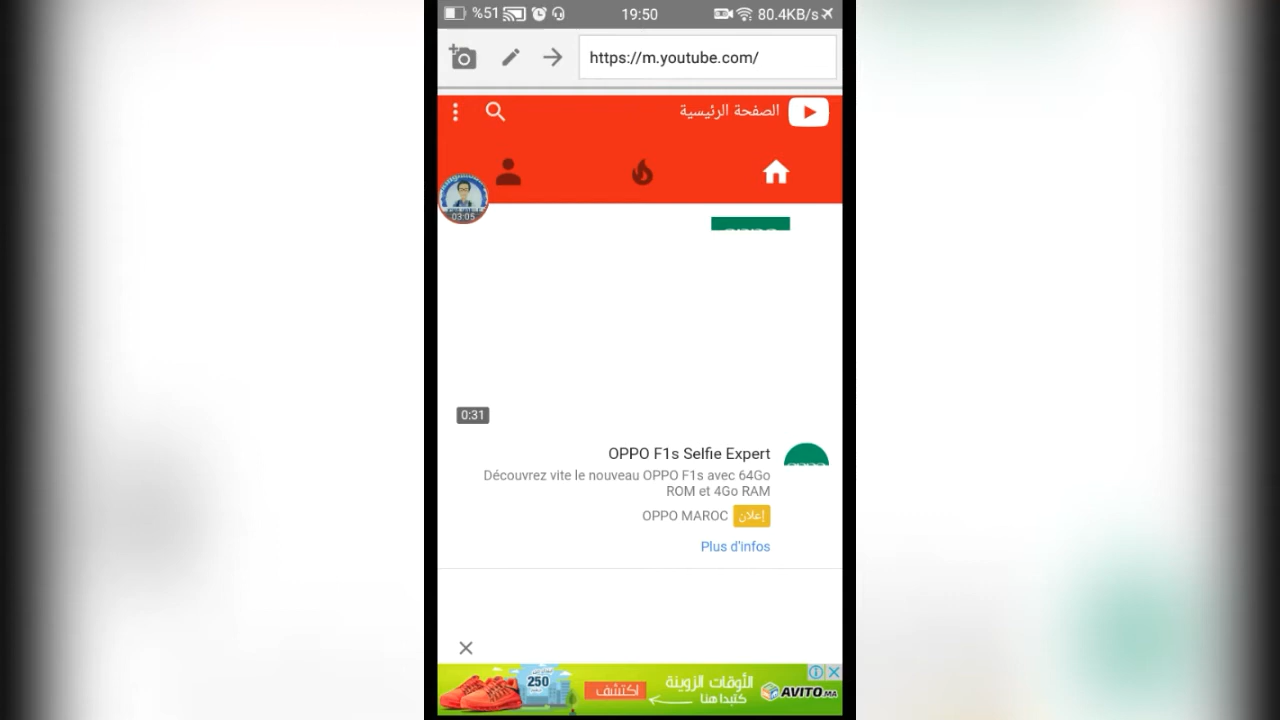 %51
19:50
80.4KB/s
https://m.youtube.com/
الصفحة الرئيسية
03:05
0:31
OPPO F1s Selfie Expert
Découvrez vite le nouveau OPPO F1s avec 64Go
ROM et 4Go RAM
OPPO MAROC إعلان
Plus d'infos
250
اكتشف
الأوقات الزوينة
كتبدا هنا
AVITO.MA